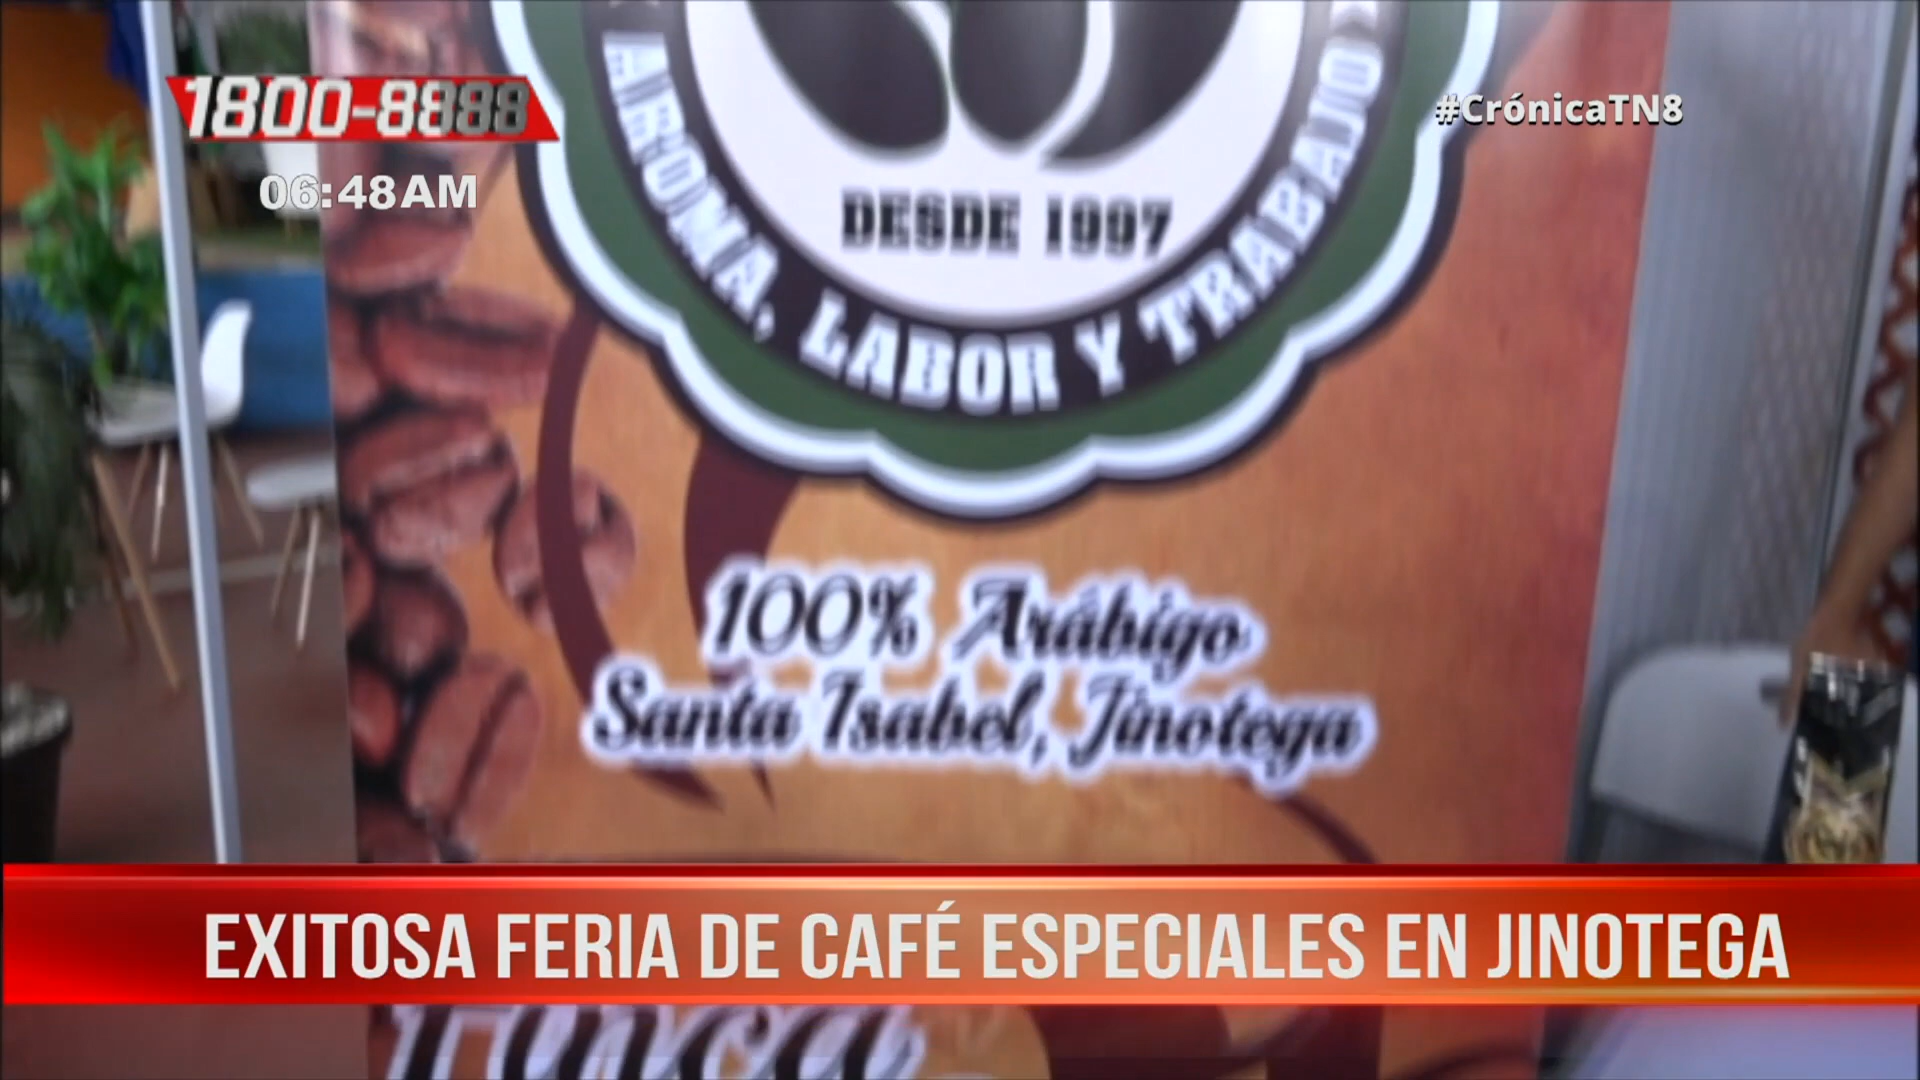 1800-8888
#CrónicaTN8
06:48AM
DESDE 1997
AROMA, LABOR Y TRABAJO
100% Arábigo
Santa Isabel, Jinotega
EXITOSA FERIA DE CAFÉ ESPECIALES EN JINOTEGA
Finca